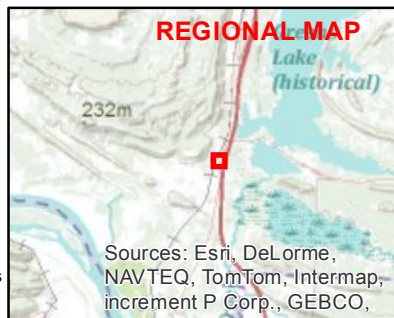 REGIONAL MAP
Lake
(historical)
232m
s
Sources: Esri, DeLorme,
NAVTEQ, TomTom, Intermap,
increment P Corp., GEBCO,